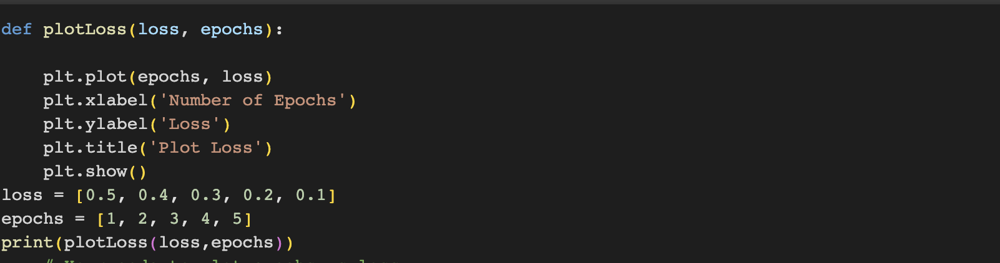 def plotLoss(loss, epochs):
    plt.plot(epochs, loss)
    plt.xlabel('Number of Epochs')
    plt.ylabel('Loss')
    plt.title('Plot Loss')
    plt.show()
loss = [0.5, 0.4, 0.3, 0.2, 0.1]
epochs = [1, 2, 3, 4, 5]
print(plotLoss(loss,epochs))